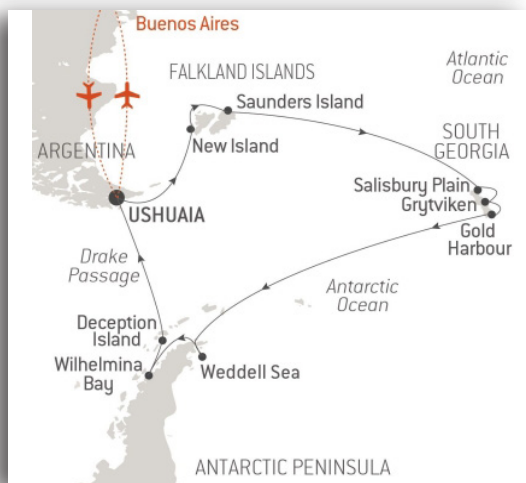 Buenos Aires
Atlantic
Ocean
FALKLAND ISLANDS
Saunders Island
New Island
ARGENTINA
SOUTH
GEORGIA
Salisbury Plain
Grytviken
Gold
Harbour
USHUAIA
Drake
Passage
Antarctic
Ocean
Deception
Island
Wilhelmina
Bay
Weddell Sea
ANTARCTIC PENINSULA